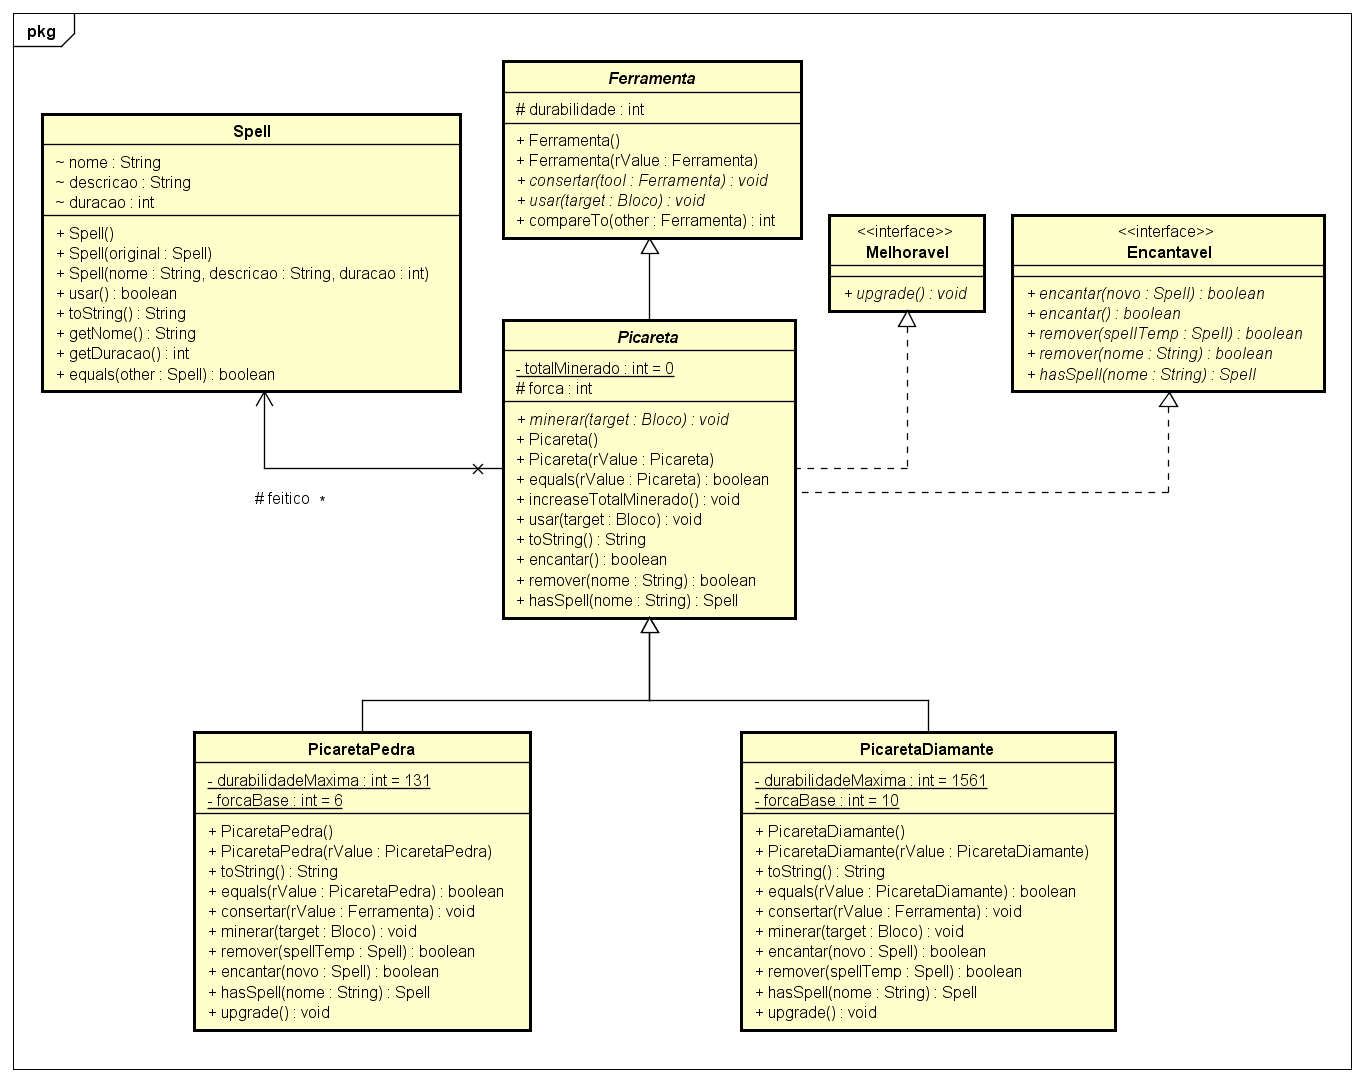 pkg
Ferramenta
# durabilidade : int
+ Ferramenta()
+ Ferramenta(rValue : Ferramenta)
+ consertar(tool : Ferramenta) : void
+ usar(target : Bloco) : void
+ compareTo(other : Ferramenta) : int
Spell
~ nome : String
~ descricao : String
~ duracao : int
+ Spell()
+ Spell(original : Spell)
+ Spell(nome : String, descricao : String, duracao : int)
+ usar() : boolean
+ toString() : String
+ getNome() : String
+ getDuracao() : int
+ equals(other : Spell) : boolean
<<interface>>
Melhoravel
+ upgrade() : void
<<interface>>
Encantavel
+ encantar(novo : Spell) : boolean
+ encantar() : boolean
+ remover(spellTemp : Spell) : boolean
+ remover(nome : String) : boolean
+ hasSpell(nome : String) : Spell
Picareta
- totalMinerado : int = 0
# forca : int
+ minerar(target : Bloco) : void
+ Picareta()
+ Picareta(rValue : Picareta)
+ equals(rValue : Picareta) : boolean
+ increaseTotalMinerado() : void
+ usar(target : Bloco) : void
+ toString() : String
+ encantar() : boolean
+ remover(nome : String) : boolean
+ hasSpell(nome : String) : Spell
# feitico *
PicaretaPedra
- durabilidadeMaxima : int = 131
- forcaBase : int = 6
+ PicaretaPedra()
+ PicaretaPedra(rValue : PicaretaPedra)
+ toString() : String
+ equals(rValue : PicaretaPedra) : boolean
+ consertar(rValue : Ferramenta) : void
+ minerar(target : Bloco) : void
+ remover(spellTemp : Spell) : boolean
+ encantar(novo : Spell) : boolean
+ hasSpell(nome : String) : Spell
+ upgrade() : void
PicaretaDiamante
- durabilidadeMaxima : int = 1561
- forcaBase : int = 10
+ PicaretaDiamante()
+ PicaretaDiamante(rValue : PicaretaDiamante)
+ toString() : String
+ equals(rValue : PicaretaDiamante) : boolean
+ consertar(rValue : Ferramenta) : void
+ minerar(target : Bloco) : void
+ encantar(novo : Spell) : boolean
+ remover(spellTemp : Spell) : boolean
+ hasSpell(nome : String) : Spell
+ upgrade() : void